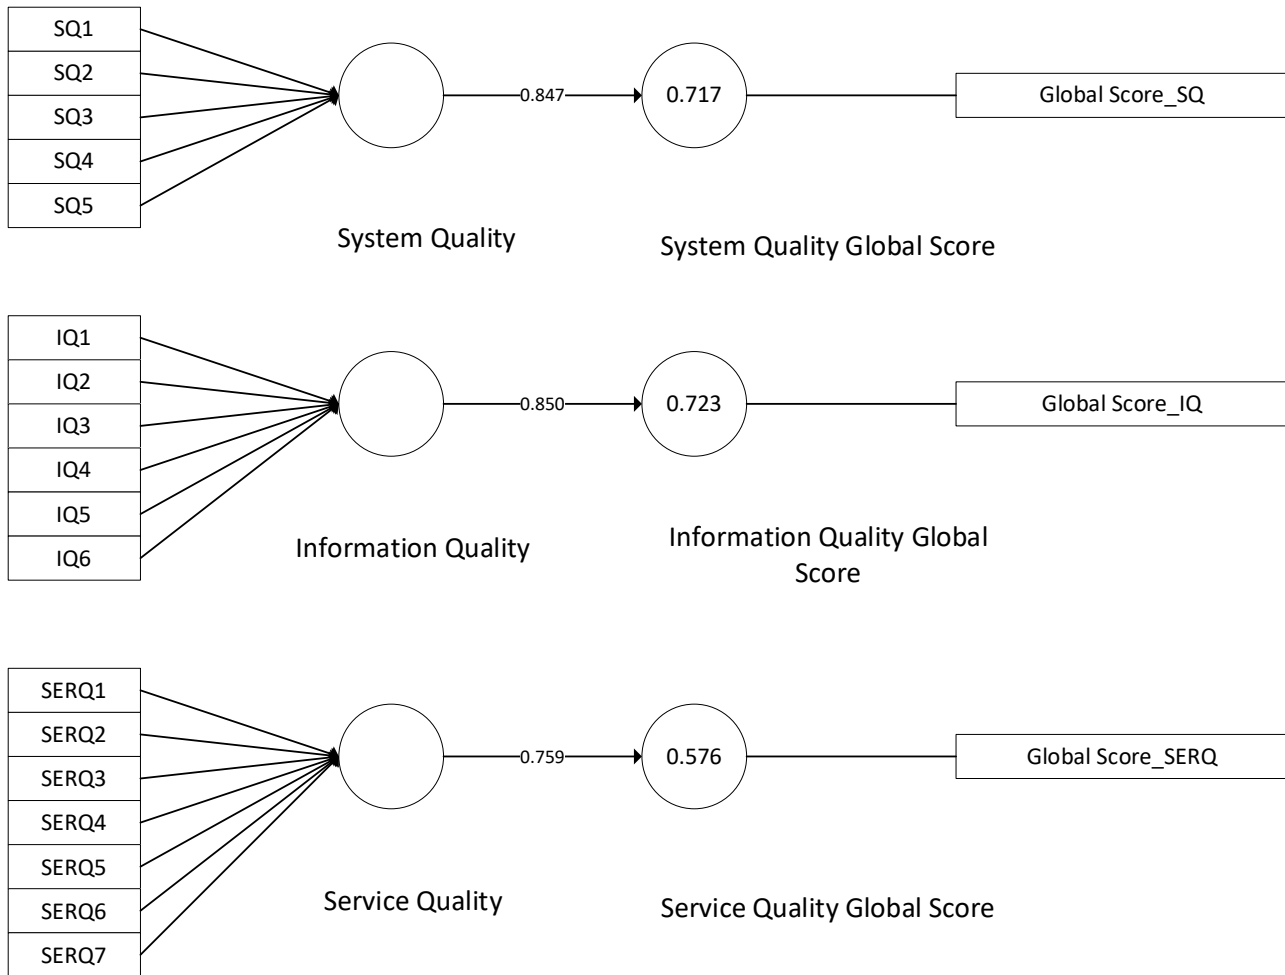 SQ1
SQ2
SQ3
SQ4
SQ5
0.847
0.717
Global Score_SQ
System Quality
System Quality Global Score
IQ1
IQ2
IQ3
IQ4
IQ5
IQ6
0.850
0.723
Global Score_IQ
Information Quality
Information Quality Global
Score
SERQ1
SERQ2
SERQ3
SERQ4
SERQ5
SERQ6
SERQ7
0.759
0.576
Global Score_SERQ
Service Quality
Service Quality Global Score